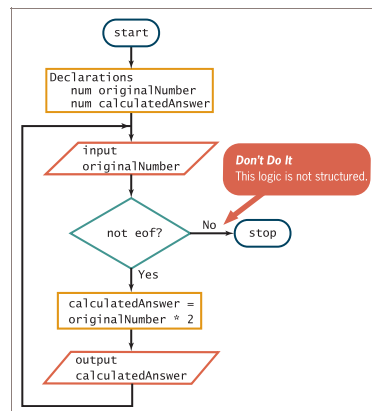 start
Declarations
num originalNumber
num calculatedAnswer
input
originalNumber
Don't Do It
This logic is not structured.
not eof?
No
stop
Yes
calculatedAnswer =
originalNumber * 2
output
calculatedAnswer